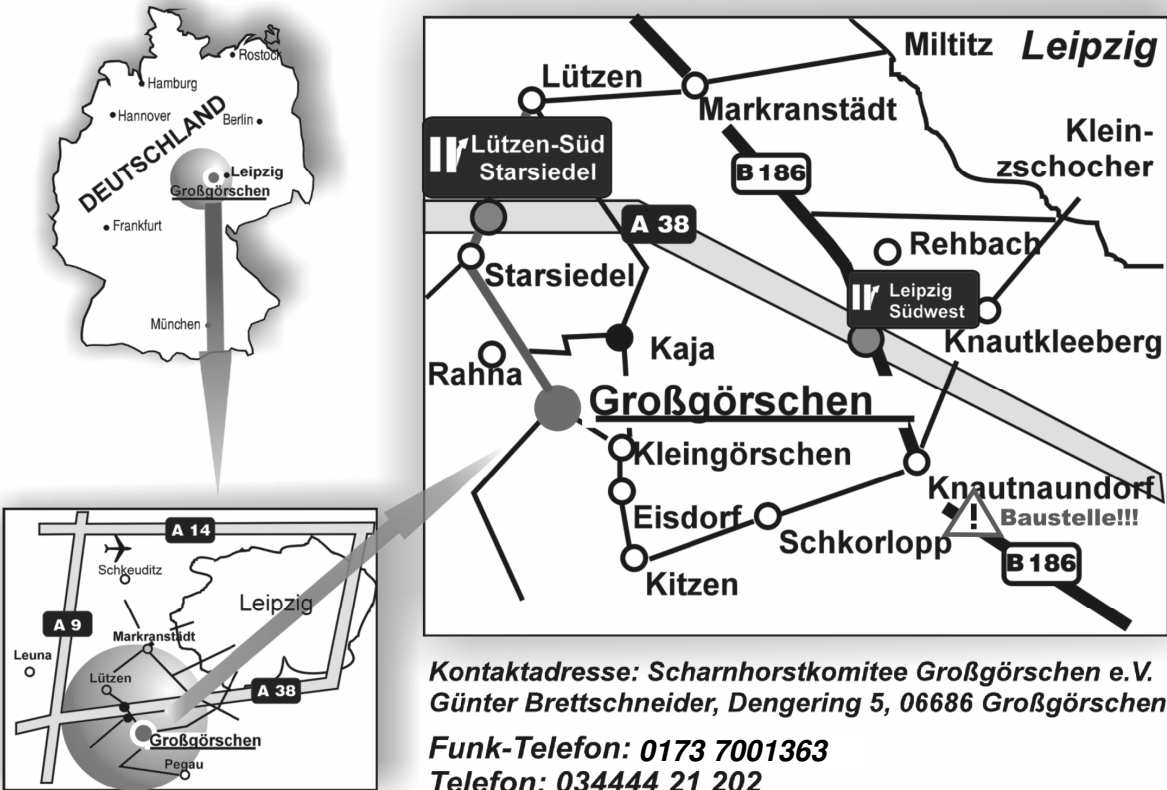 Rostock
Hamburg
Hannover
Berlin
DEUTSCHLAND
Leipzig
Großgörschen
Frankfurt
München
Miltitz
Leipzig
Lützen
Markranstädt
Klein-
zschocher
Lützen-Süd
Starsiedel
B 186
A 38
Rehbach
Starsiedel
Leipzig
Südwest
Kaja
Knautkleeberg
Rahna
Großgörschen
Kleingörschen
Knautnaundorf
Eisdorf
Baustelle!!!
!
Schkorlopp
B 186
Kitzen
A 14
Schkeuditz
Leipzig
A 9
Markranstädt
Leuna
Lützen
A 38
Großgörschen
Pegau
Kontaktadresse: Scharnhorstkomitee Großgörschen e.V.
Günter Brettschneider, Dengering 5, 06686 Großgörschen
Funk-Telefon: 0173 7001363
Telefon: 034444 21 202